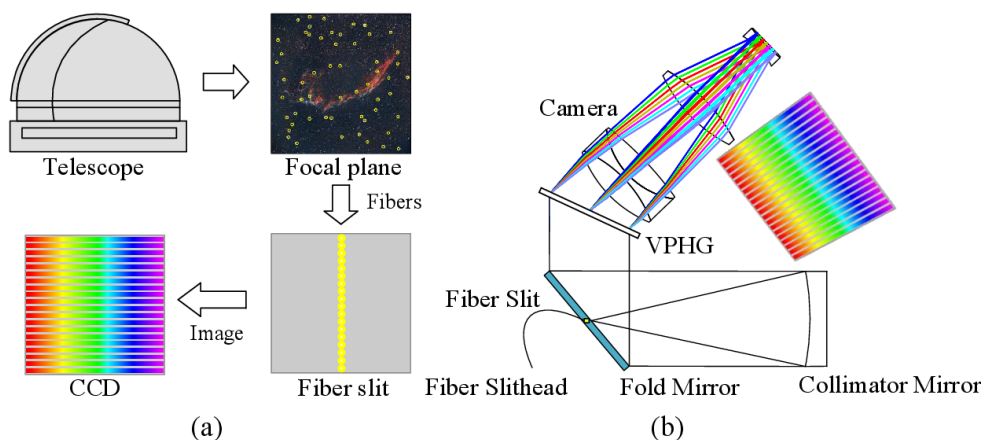 Telescope
Focal plane
Fibers
CCD
Image
Fiber slit
(a)
Camera
VPHG
Fiber Slit
Fiber Slithead
Fold Mirror
Collimator Mirror
(b)